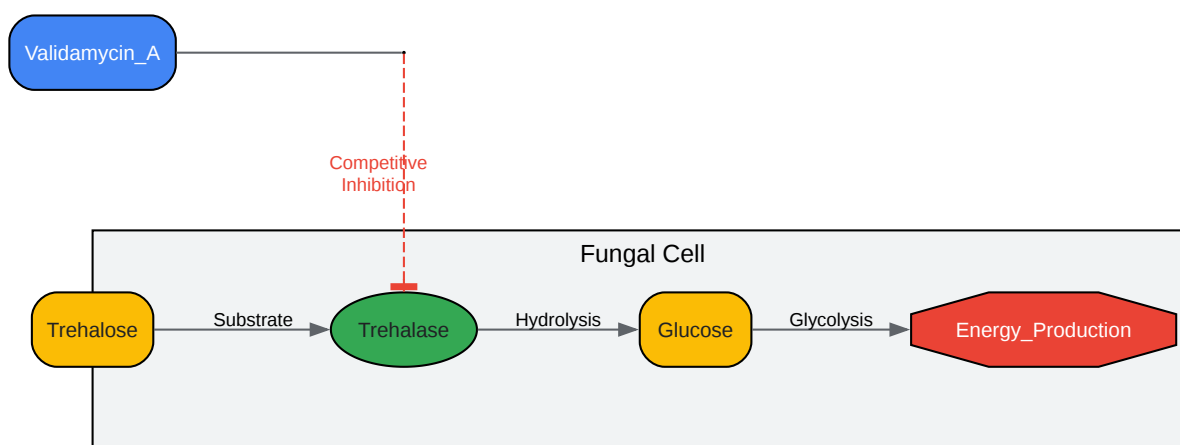 Validamycin_A
Competitive
Inhibition
Fungal Cell
Trehalose
Substrate
Trehalase
Hydrolysis
Glucose
Glycolysis
Energy_Production